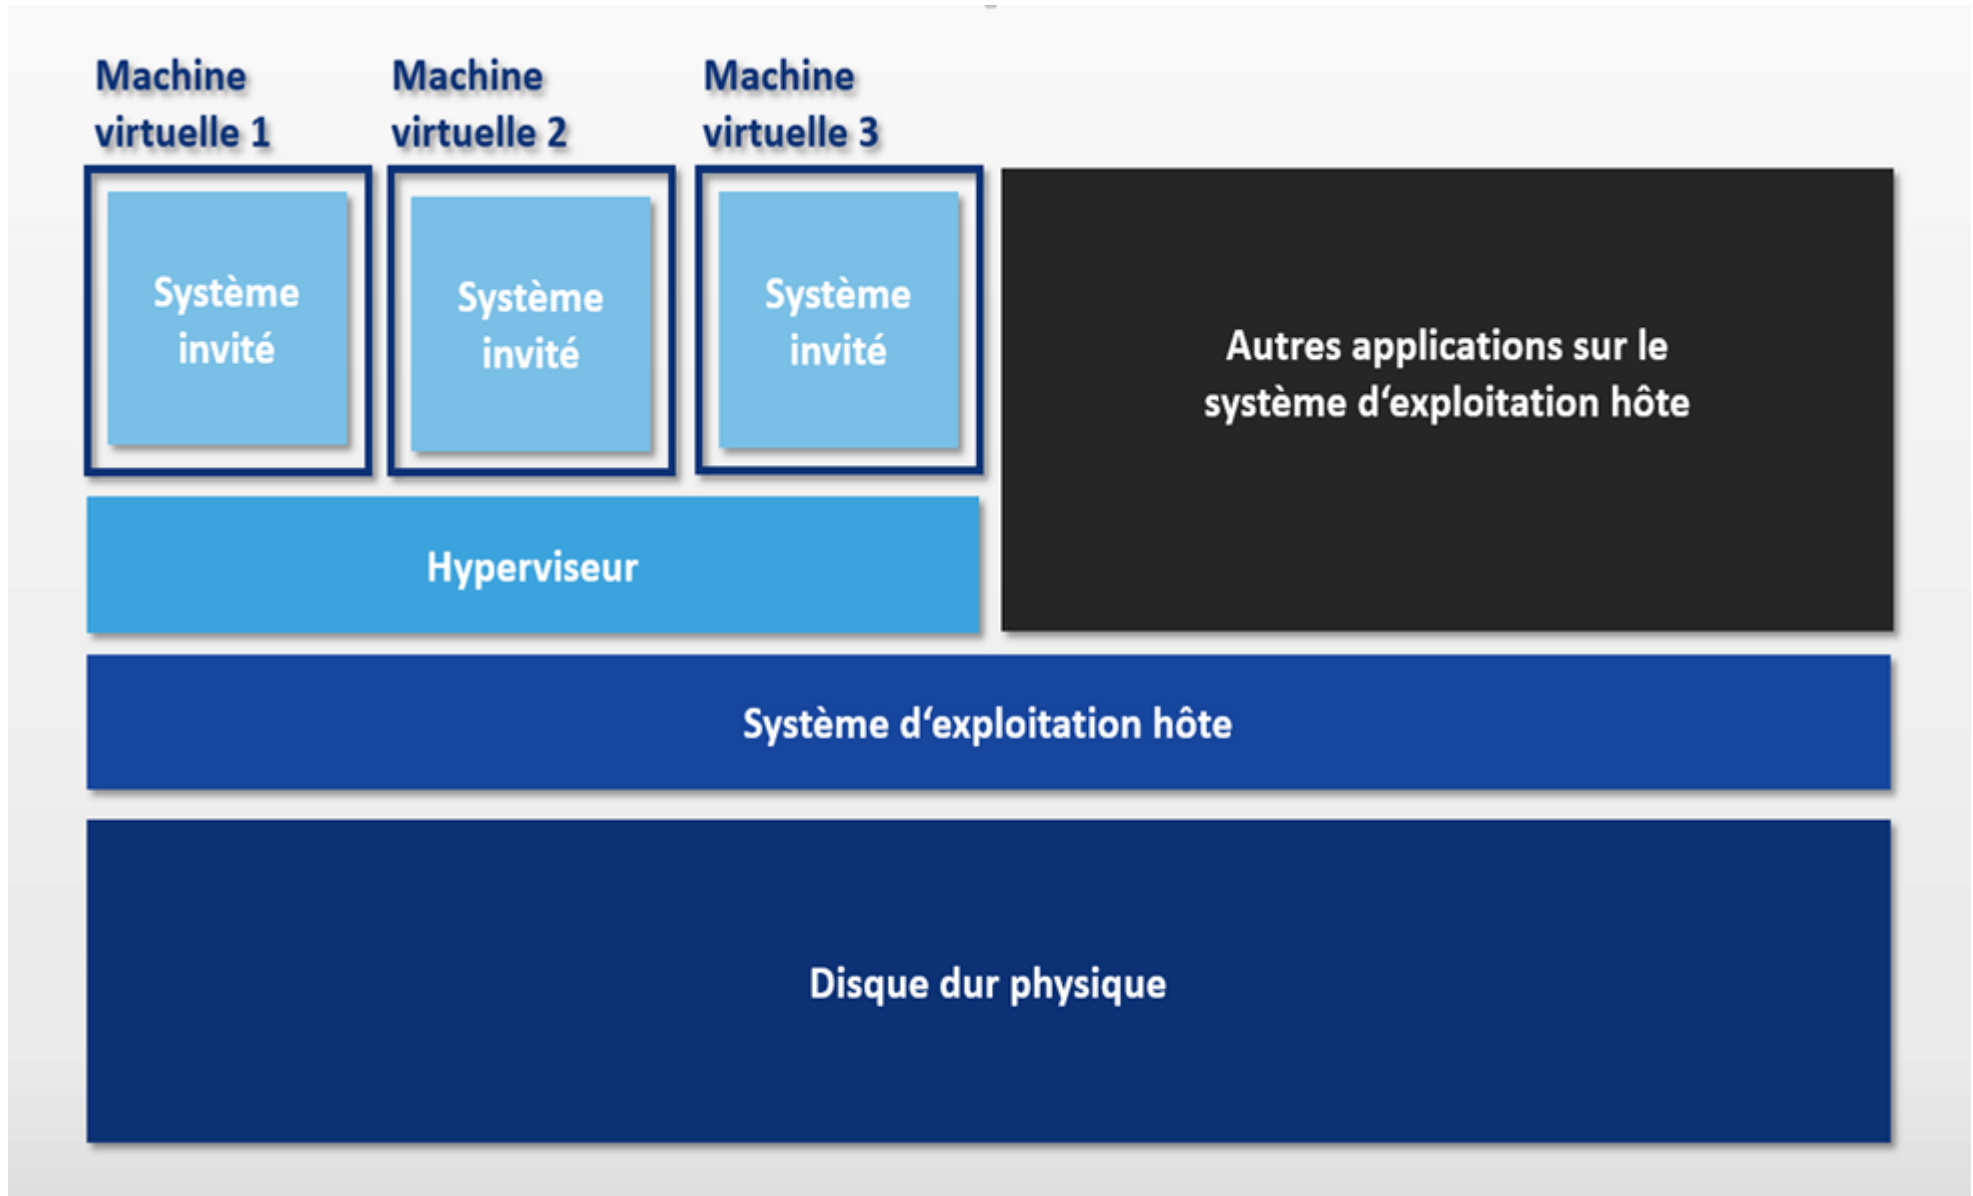 Machine
virtuelle 1
Machine
virtuelle 2
Machine
virtuelle 3
Système
invité
Système
invité
Système
invité
Autres applications sur le
système d‘exploitation hôte
Hyperviseur
Système d‘exploitation hôte
Disque dur physique